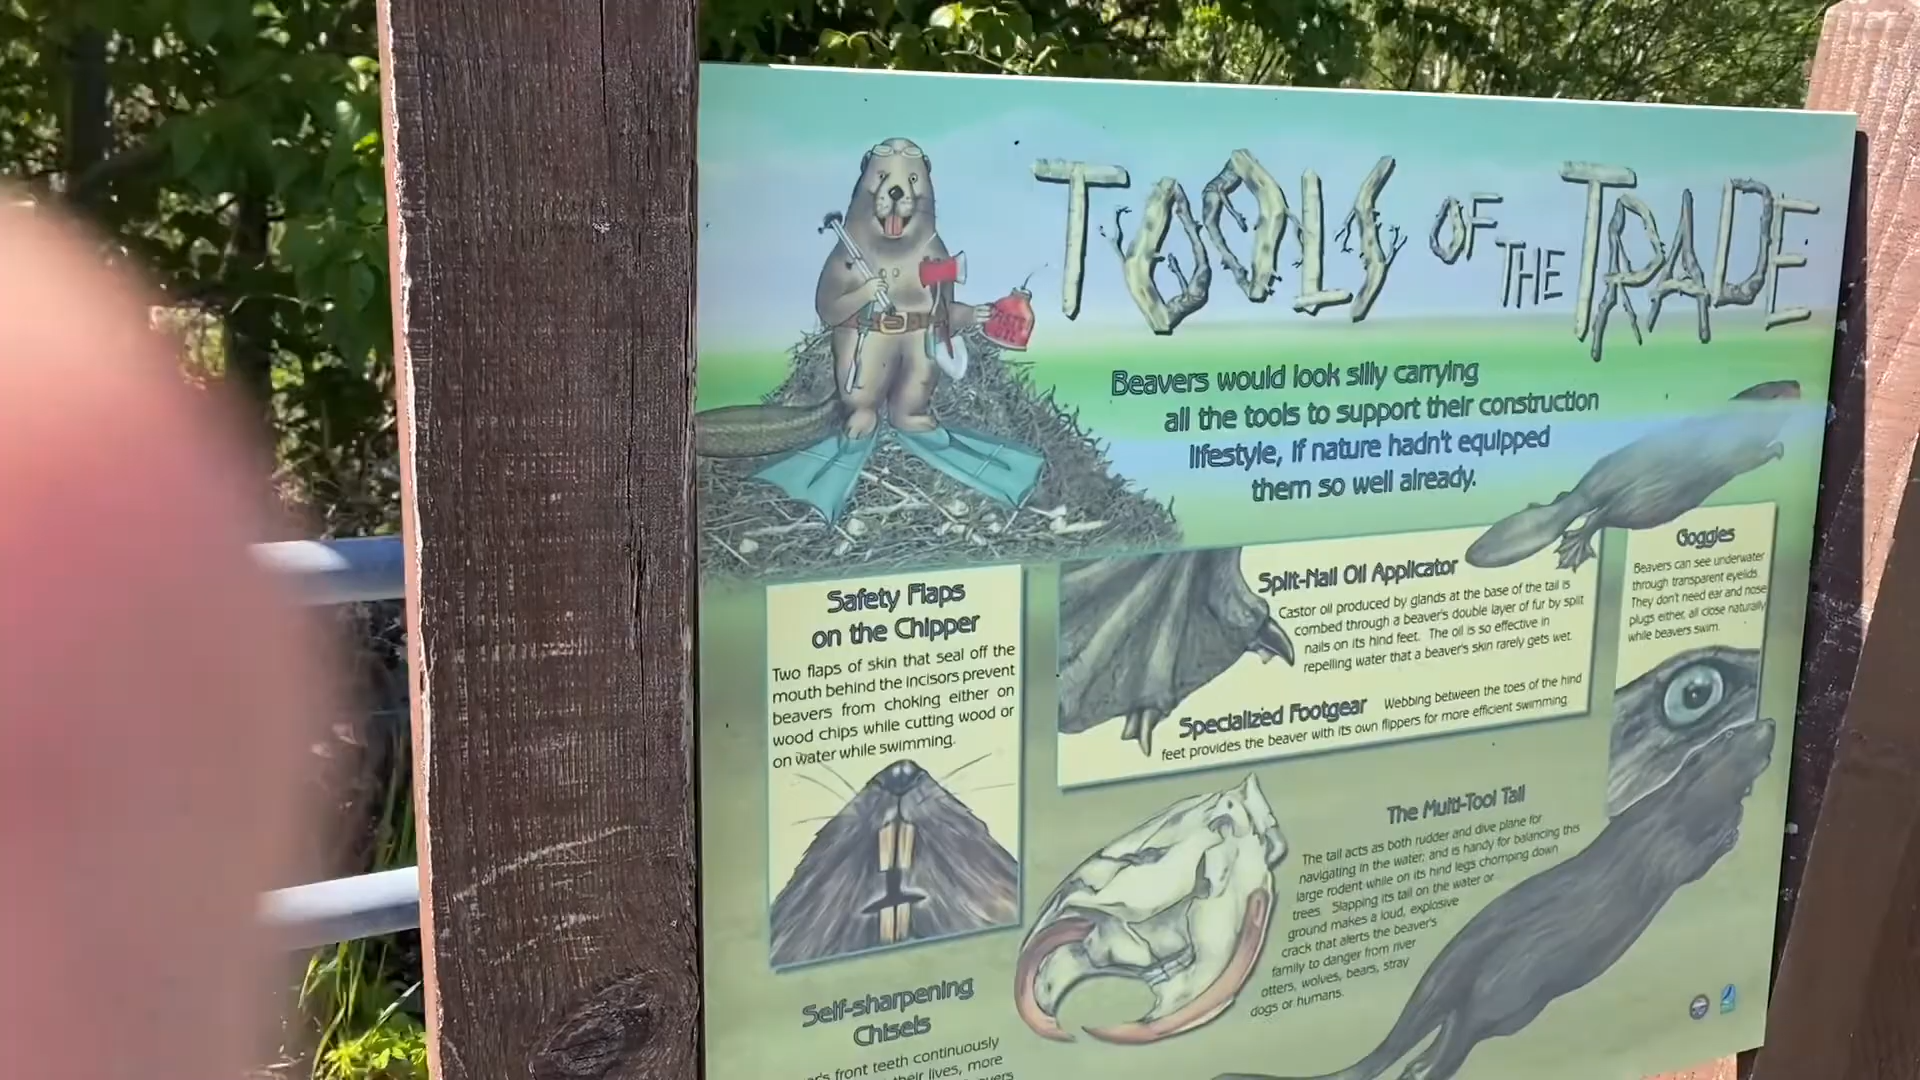 TOOLS OF THE TRADE
Beavers would look silly carrying
all the tools to support their construction
lifestyle, if nature hadn't equipped
them so well already.
Safety Flaps
on the Chipper
Two flaps of skin that seal off the
mouth behind the incisors prevent
beavers from choking either on
wood chips while cutting wood or
on water while swimming.
Split-Nail Oil Applicator
Castor oil produced by glands at the base of the tail is
combed through a beaver's double layer of fur by split
nails on its hind feet. The oil is so effective in
repelling water that a beaver's skin rarely gets wet.
Specialized Footgear Webbing between the toes of the hind
feet provides the beaver with its own flippers for more efficient swimming.
Goggles
Beavers can see underwater
through transparent eyelids.
They don't need ear and nose
plugs either, all close naturally
while beavers swim.
The Multi-Tool Tail
The tail acts as both rudder and dive plane for
navigating in the water; and is handy for balancing this
large rodent while on its hind legs chomping down
trees. Slapping its tail on the water or
ground makes a loud, explosive
crack that alerts the beaver's
family to danger from river
otters, wolves, bears, stray
dogs or humans.
Self-sharpening
Chisels
front teeth continuously
their lives, more